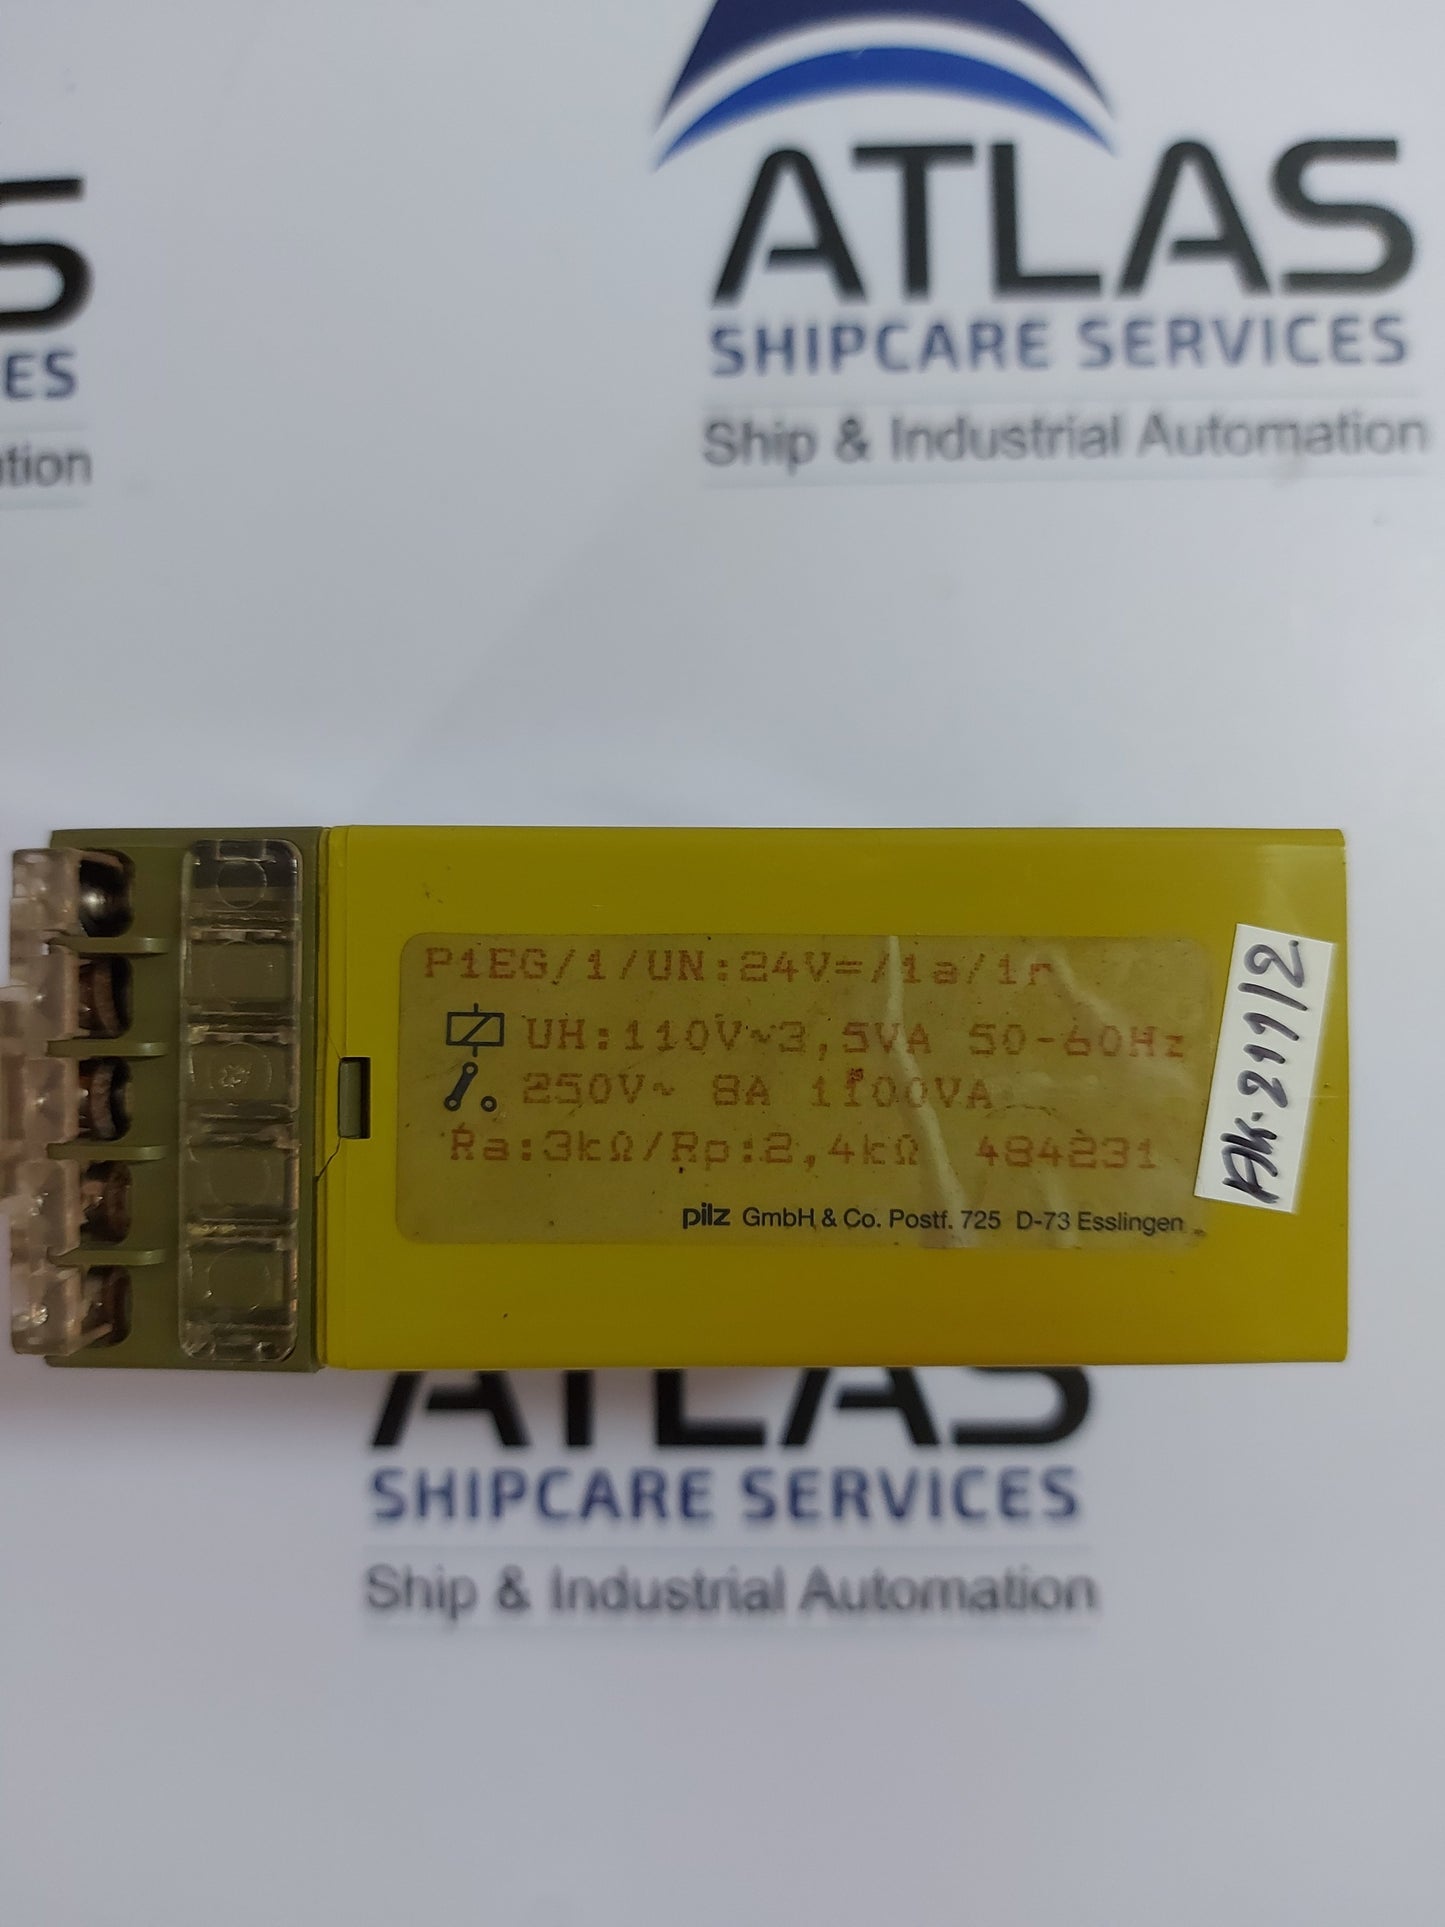 ATLAS
SHIPCARE SERVICES
Ship & Industrial Automation
S
ES
ation
P1EG/1/UN:24V=/1a/1r
UH:110V~3,5VA 50-60Hz
250V~ 8A 1100VA
Ra:3kΩ/Rp:2,4kΩ 484231
pilz GmbH & Co. Postf. 725 D-73 Esslingen
ATLAS
SHIPCARE SERVICES
Ship & Industrial Automation